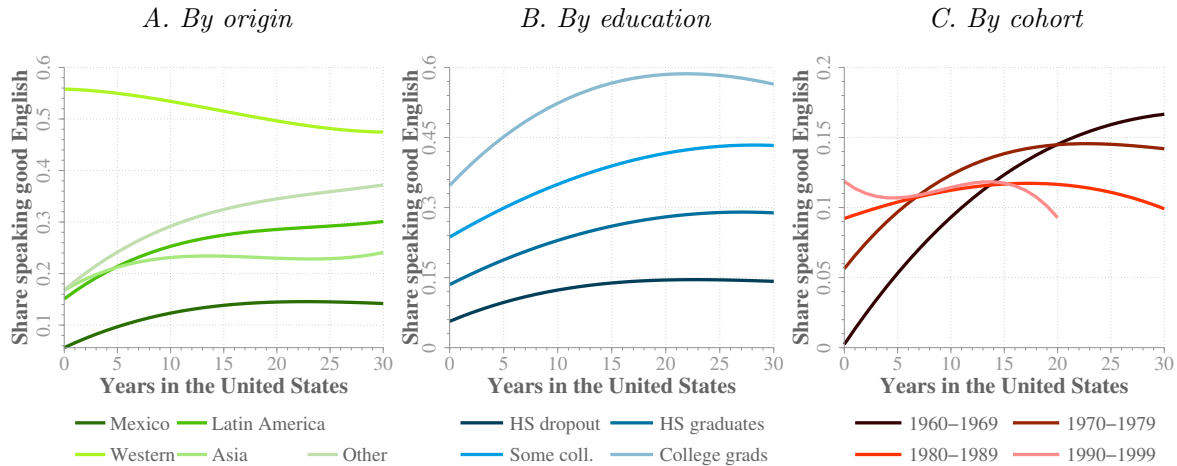 A. By origin
B. By education
C. By cohort
Share speaking good English
0.6
0.5
0.4
0.3
0.2
0.1
0 5 10 15 20 25 30
Years in the United States
Mexico
Latin America
Western
Asia
Other
Share speaking good English
0.6
0.45
0.3
0.15
0
0 5 10 15 20 25 30
Years in the United States
HS dropout
HS graduates
Some coll.
College grads
Share speaking good English
0.2
0.15
0.1
0.05
0
0 5 10 15 20 25 30
Years in the United States
1960–1969
1970–1979
1980–1989
1990–1999